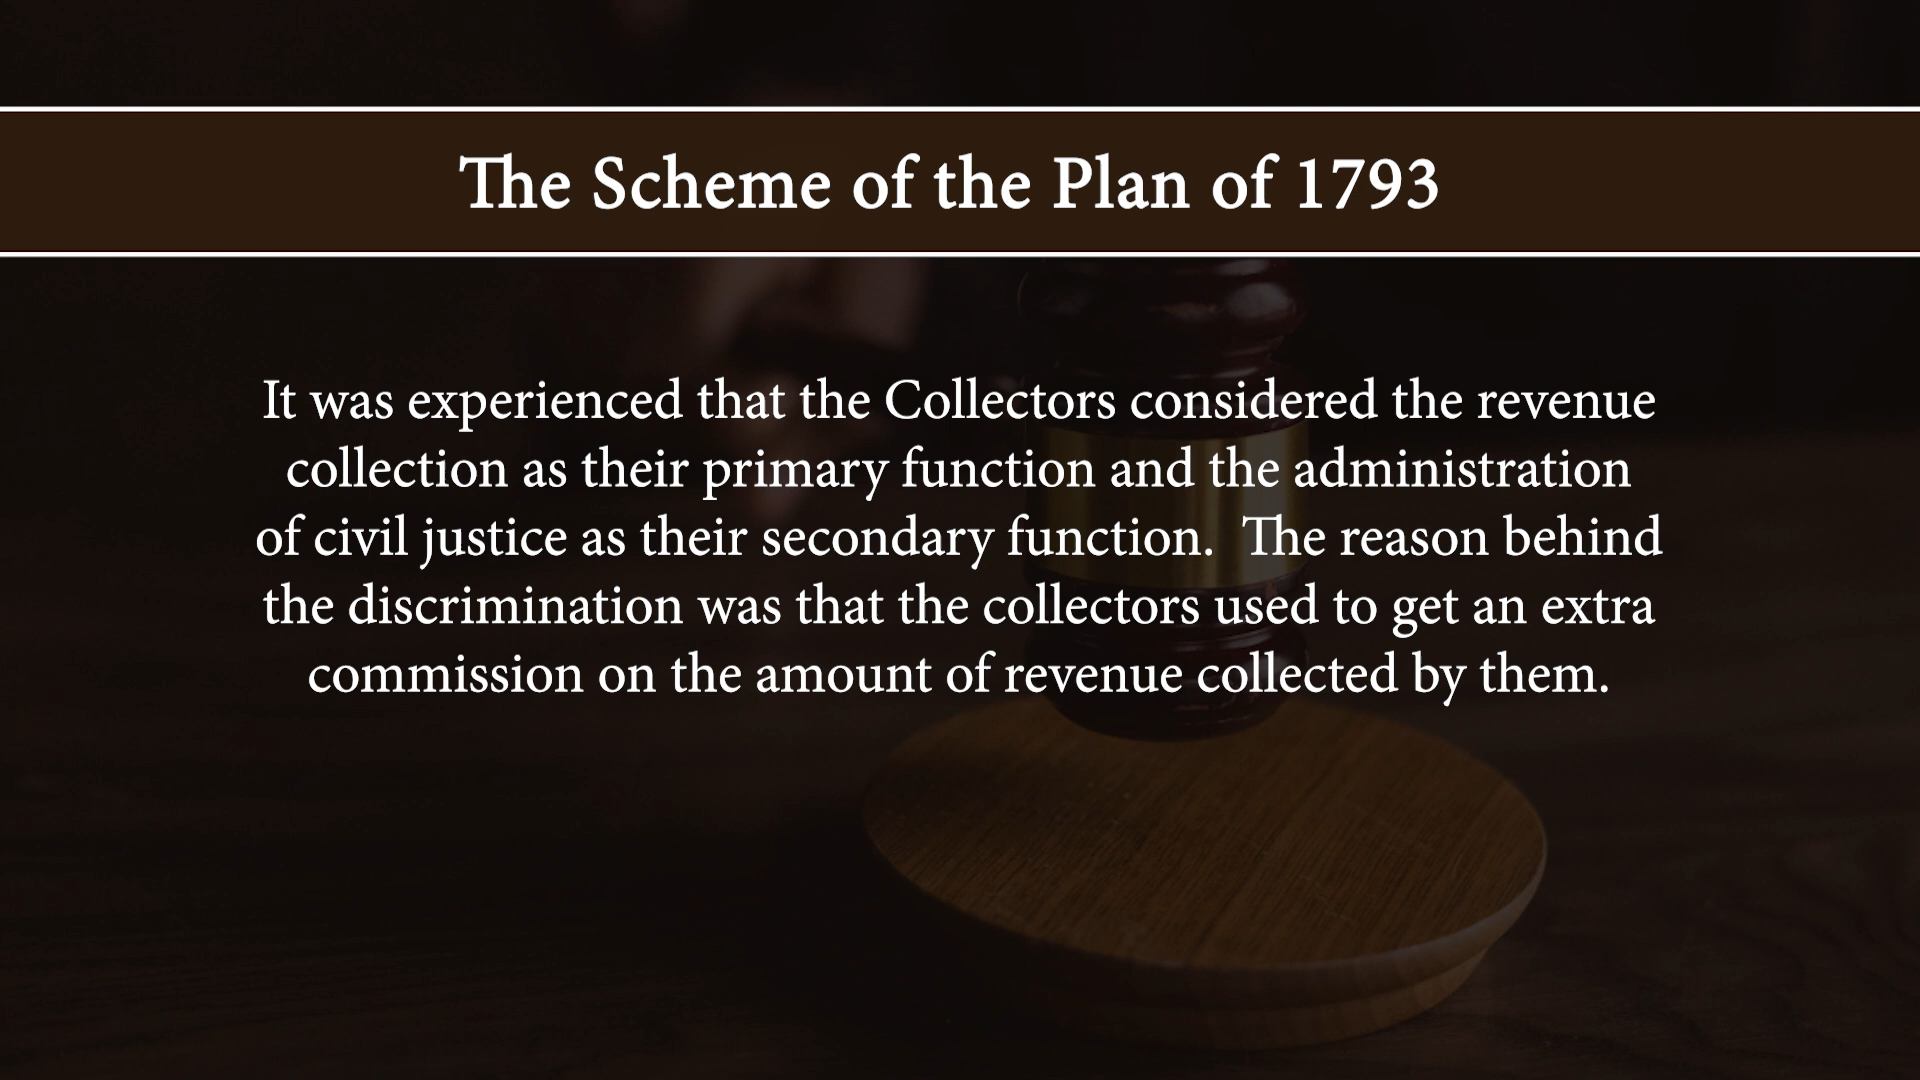 The Scheme of the Plan of 1793
It was experienced that the Collectors considered the revenue
collection as their primary function and the administration
of civil justice as their secondary function.  The reason behind
the discrimination was that the collectors used to get an extra
commission on the amount of revenue collected by them.